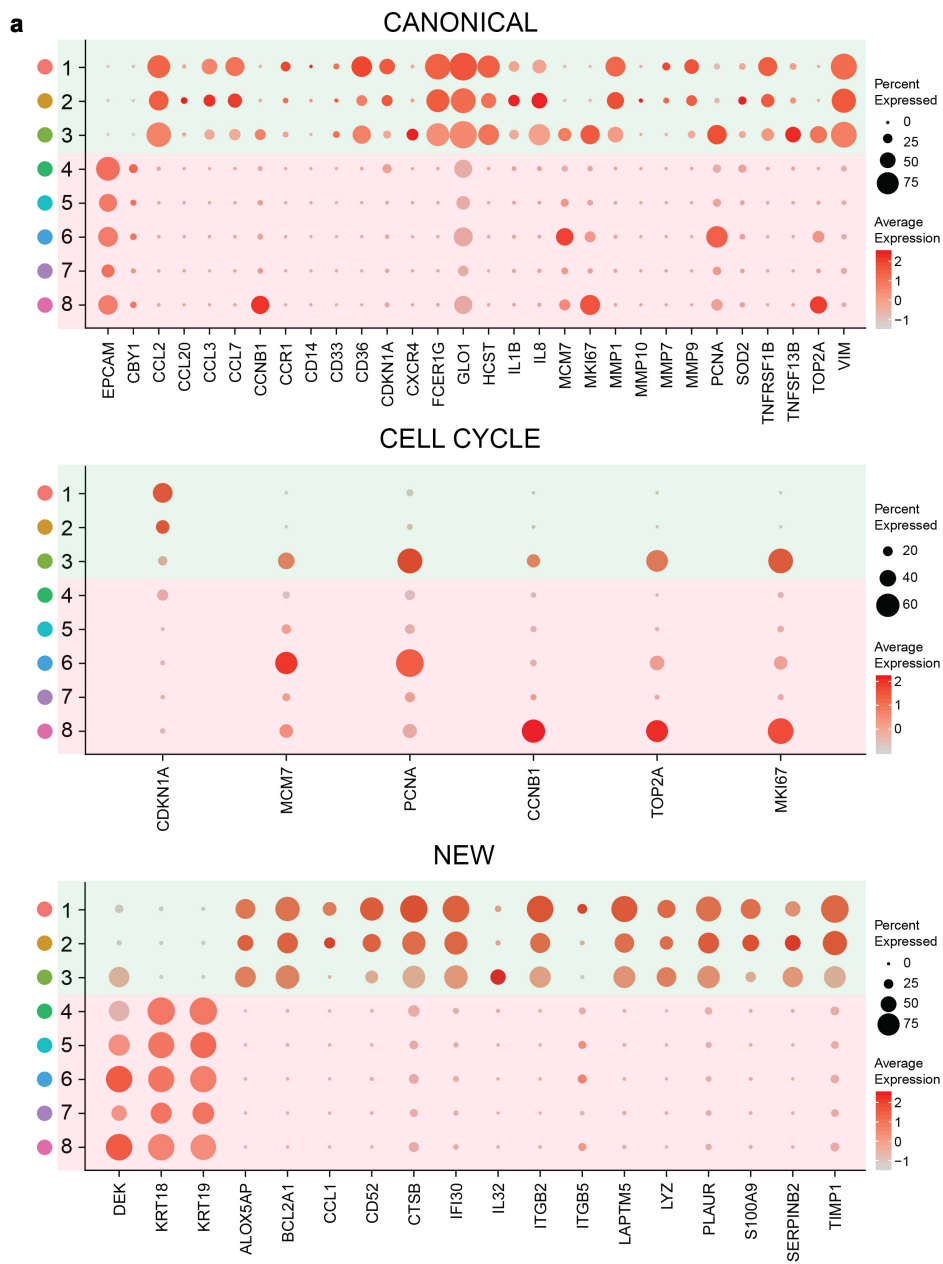 a
CANONICAL
1
2
3
4
5
6
7
8
EPCAM
CBY1
CCL2
CCL20
CCL3
CCL7
CCNB1
CCR1
CD14
CD33
CD36
CDKN1A
CXCR4
FCER1G
GLO1
HCST
IL1B
IL8
MCM7
MKI67
MMP1
MMP10
MMP7
MMP9
PCNA
SOD2
TNFRSF1B
TNFSF13B
TOP2A
VIM
Percent
Expressed
0
25
50
75
Average
Expression
2
1
0
−1
CELL CYCLE
1
2
3
4
5
6
7
8
CDKN1A
MCM7
PCNA
CCNB1
TOP2A
MKI67
Percent
Expressed
20
40
60
Average
Expression
2
1
0
NEW
1
2
3
4
5
6
7
8
DEK
KRT18
KRT19
ALOX5AP
BCL2A1
CCL1
CD52
CTSB
IFI30
IL32
ITGB2
ITGB5
LAPTM5
LYZ
PLAUR
S100A9
SERPINB2
TIMP1
Percent
Expressed
0
25
50
75
Average
Expression
2
1
0
−1